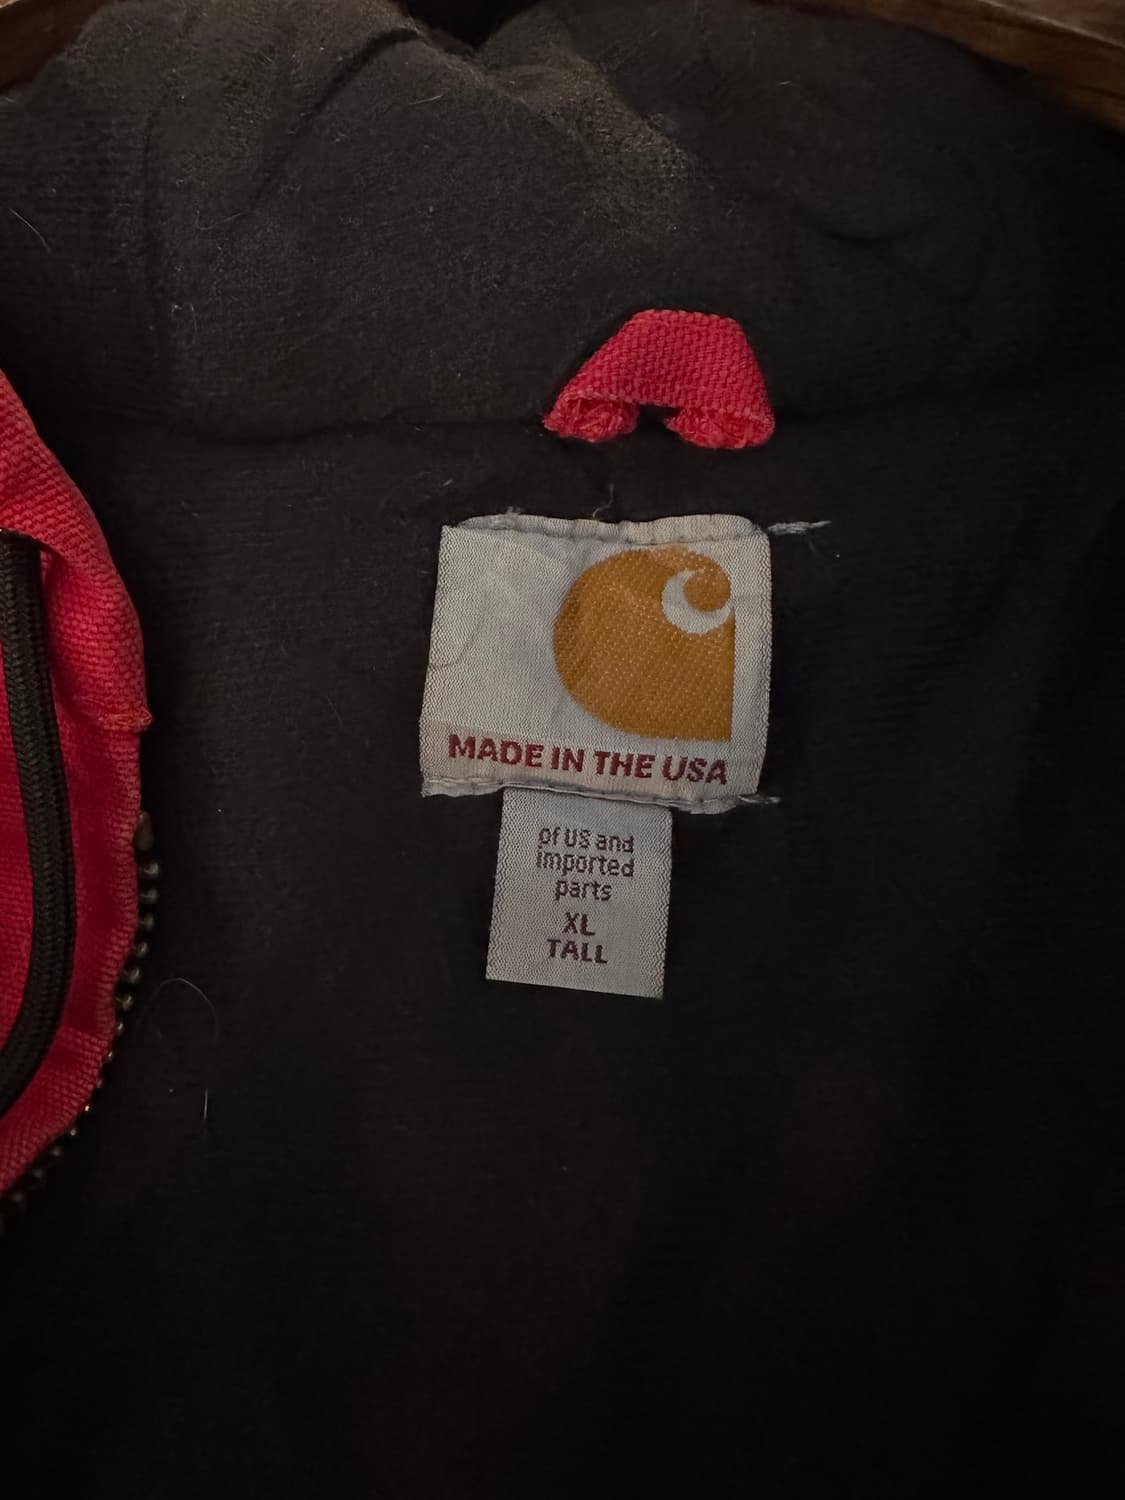 MADE IN THE USA
of US and
imported
parts
XL
TALL